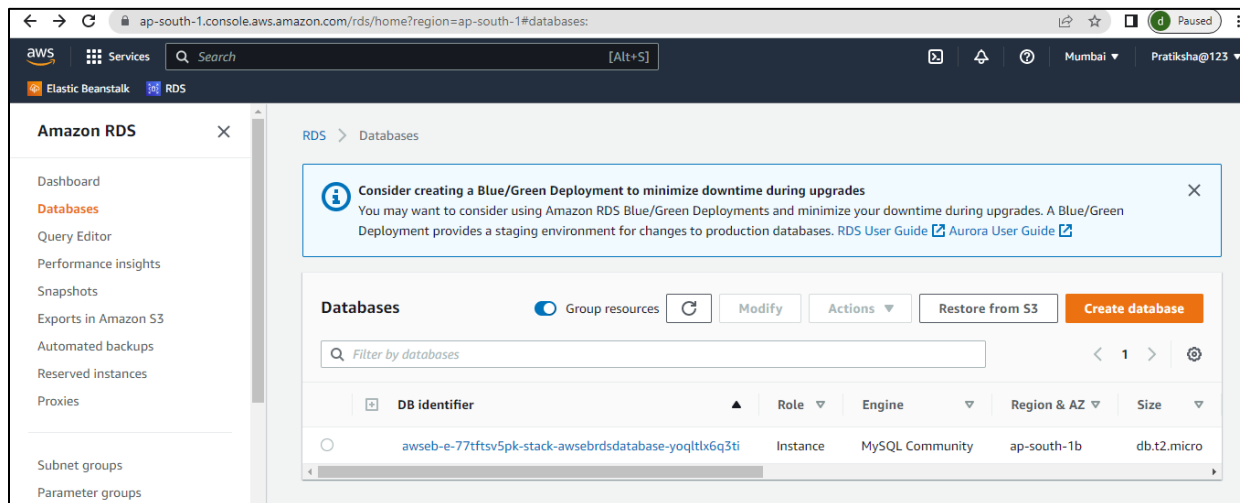 ap-south-1.console.aws.amazon.com/rds/home?region=ap-south-1#databases:
d Paused
aws Services Search [Alt+S] Mumbai Pratiksha@123
Elastic Beanstalk RDS
Amazon RDS
Dashboard
Databases
Query Editor
Performance insights
Snapshots
Exports in Amazon S3
Automated backups
Reserved instances
Proxies
Subnet groups
Parameter groups
RDS > Databases
Consider creating a Blue/Green Deployment to minimize downtime during upgrades
You may want to consider using Amazon RDS Blue/Green Deployments and minimize your downtime during upgrades. A Blue/Green
Deployment provides a staging environment for changes to production databases. RDS User Guide Aurora User Guide
Databases Group resources Modify Actions Restore from S3 Create database
Filter by databases 1
DB identifier Role Engine Region & AZ Size
awseb-e-77tftsv5pk-stack-awsebrdsdatabase-yoqltlx6q3ti Instance MySQL Community ap-south-1b db.t2.micro